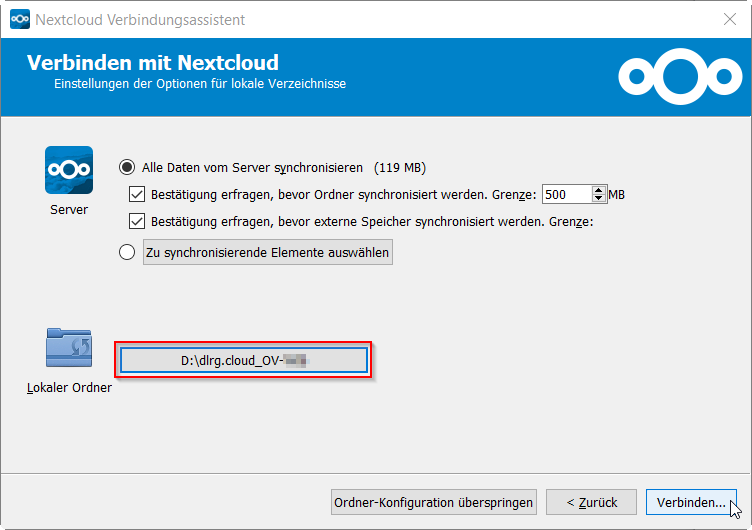 Nextcloud Verbindungsassistent
Verbinden mit Nextcloud
Einstellungen der Optionen für lokale Verzeichnisse
Alle Daten vom Server synchronisieren (119 MB)
Bestätigung erfragen, bevor Ordner synchronisiert werden. Grenze: 500 MB
Server
Bestätigung erfragen, bevor externe Speicher synchronisiert werden. Grenze:
Zu synchronisierende Elemente auswählen
D:\dlrg.cloud_OV-
Lokaler Ordner
Ordner-Konfiguration überspringen < Zurück Verbinden...